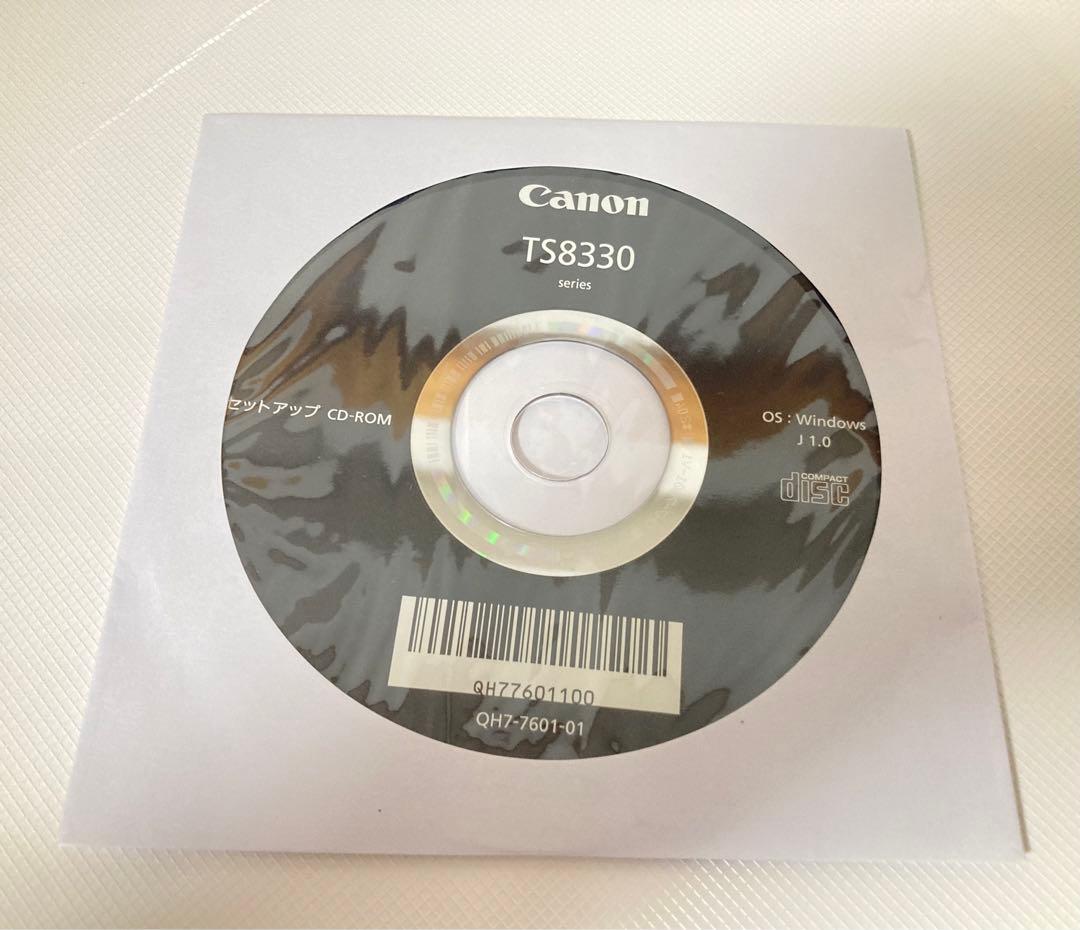 Canon
TS8330
series
セットアップ CD-ROM
OS : Windows
J 1.0
COMPACT
disc
QH77601100
QH7-7601-01